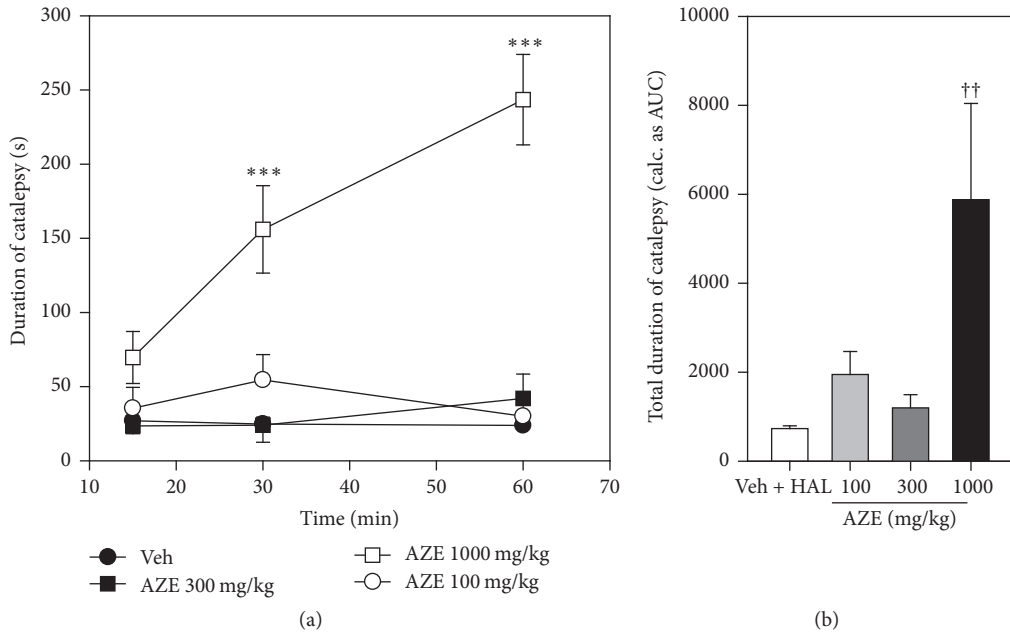 300
250
200
150
100
50
0
Duration of catalepsy (s)
***
***
10 20 30 40 50 60 70
Time (min)
Veh
AZE 300 mg/kg
AZE 1000 mg/kg
AZE 100 mg/kg
(a)
10000
8000
6000
4000
2000
0
Total duration of catalepsy (calc. as AUC)
††
Veh + HAL 100 300 1000
AZE (mg/kg)
(b)